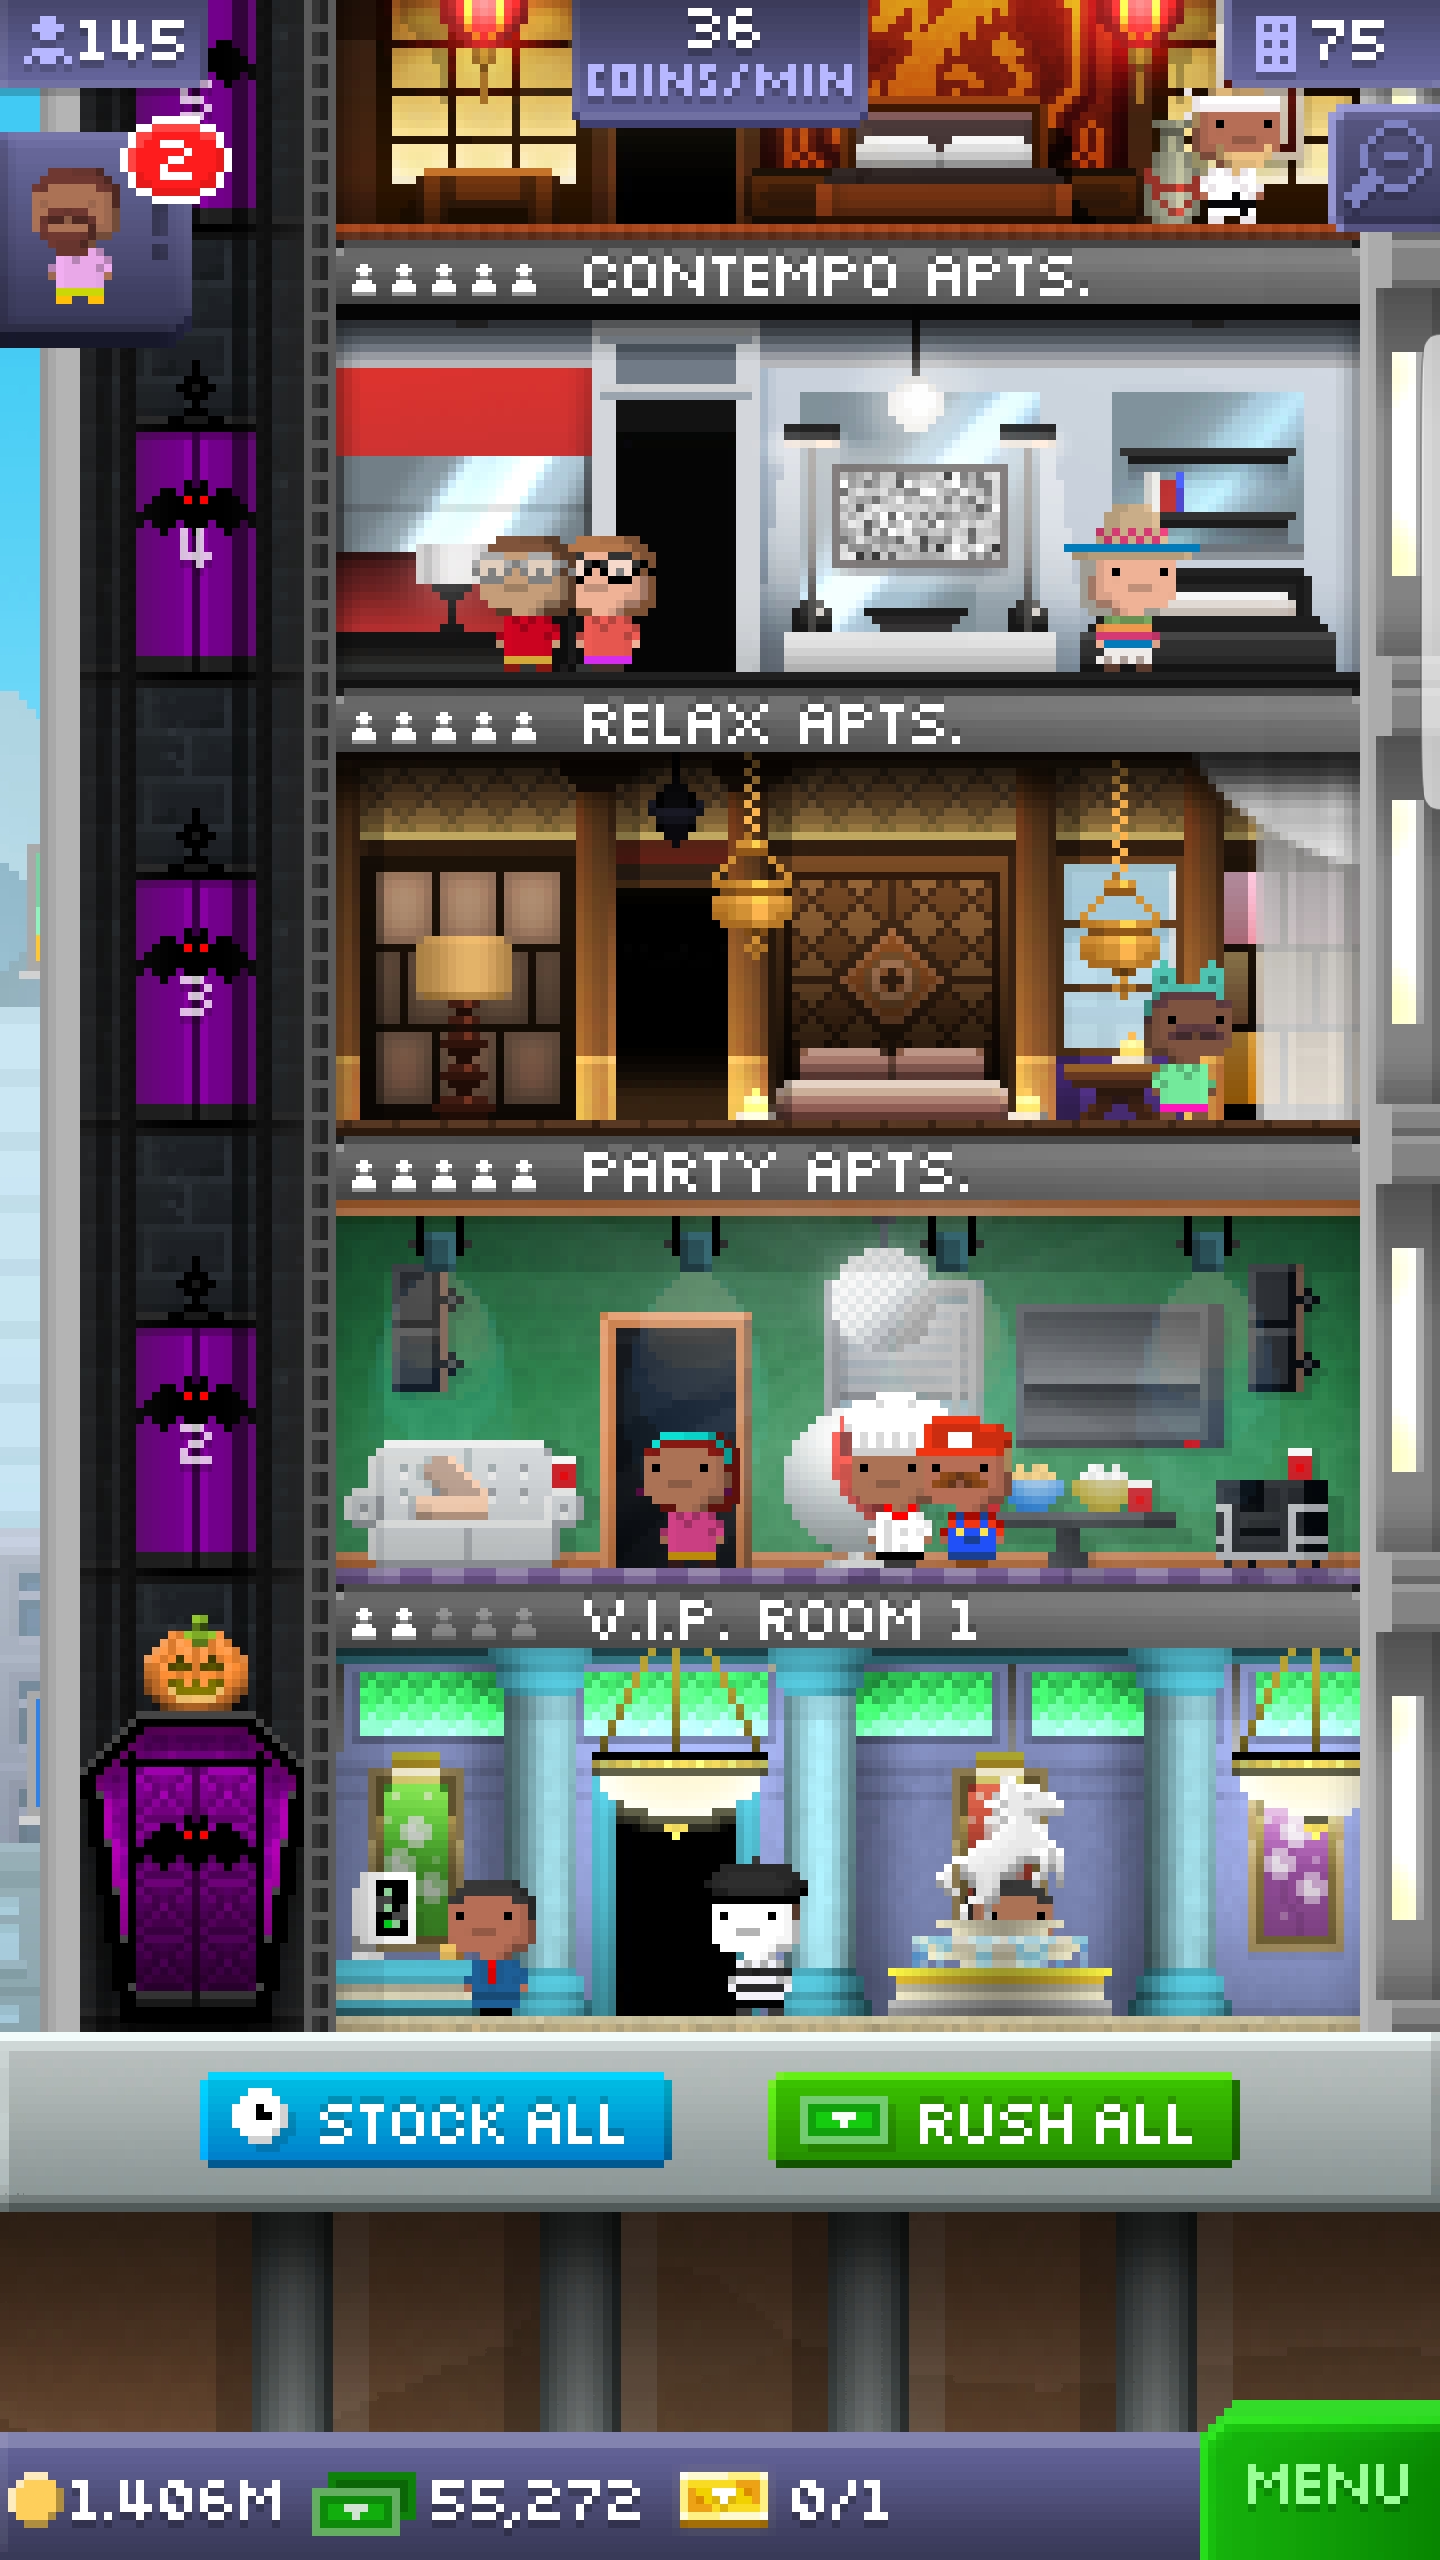 145
36
COINS/MIN
75
5
2
CONTEMPO APTS.
4
RELAX APTS.
3
PARTY APTS.
2
V.I.P. ROOM 1
STOCK ALL
RUSH ALL
1.406M
55,272
0/1
MENU